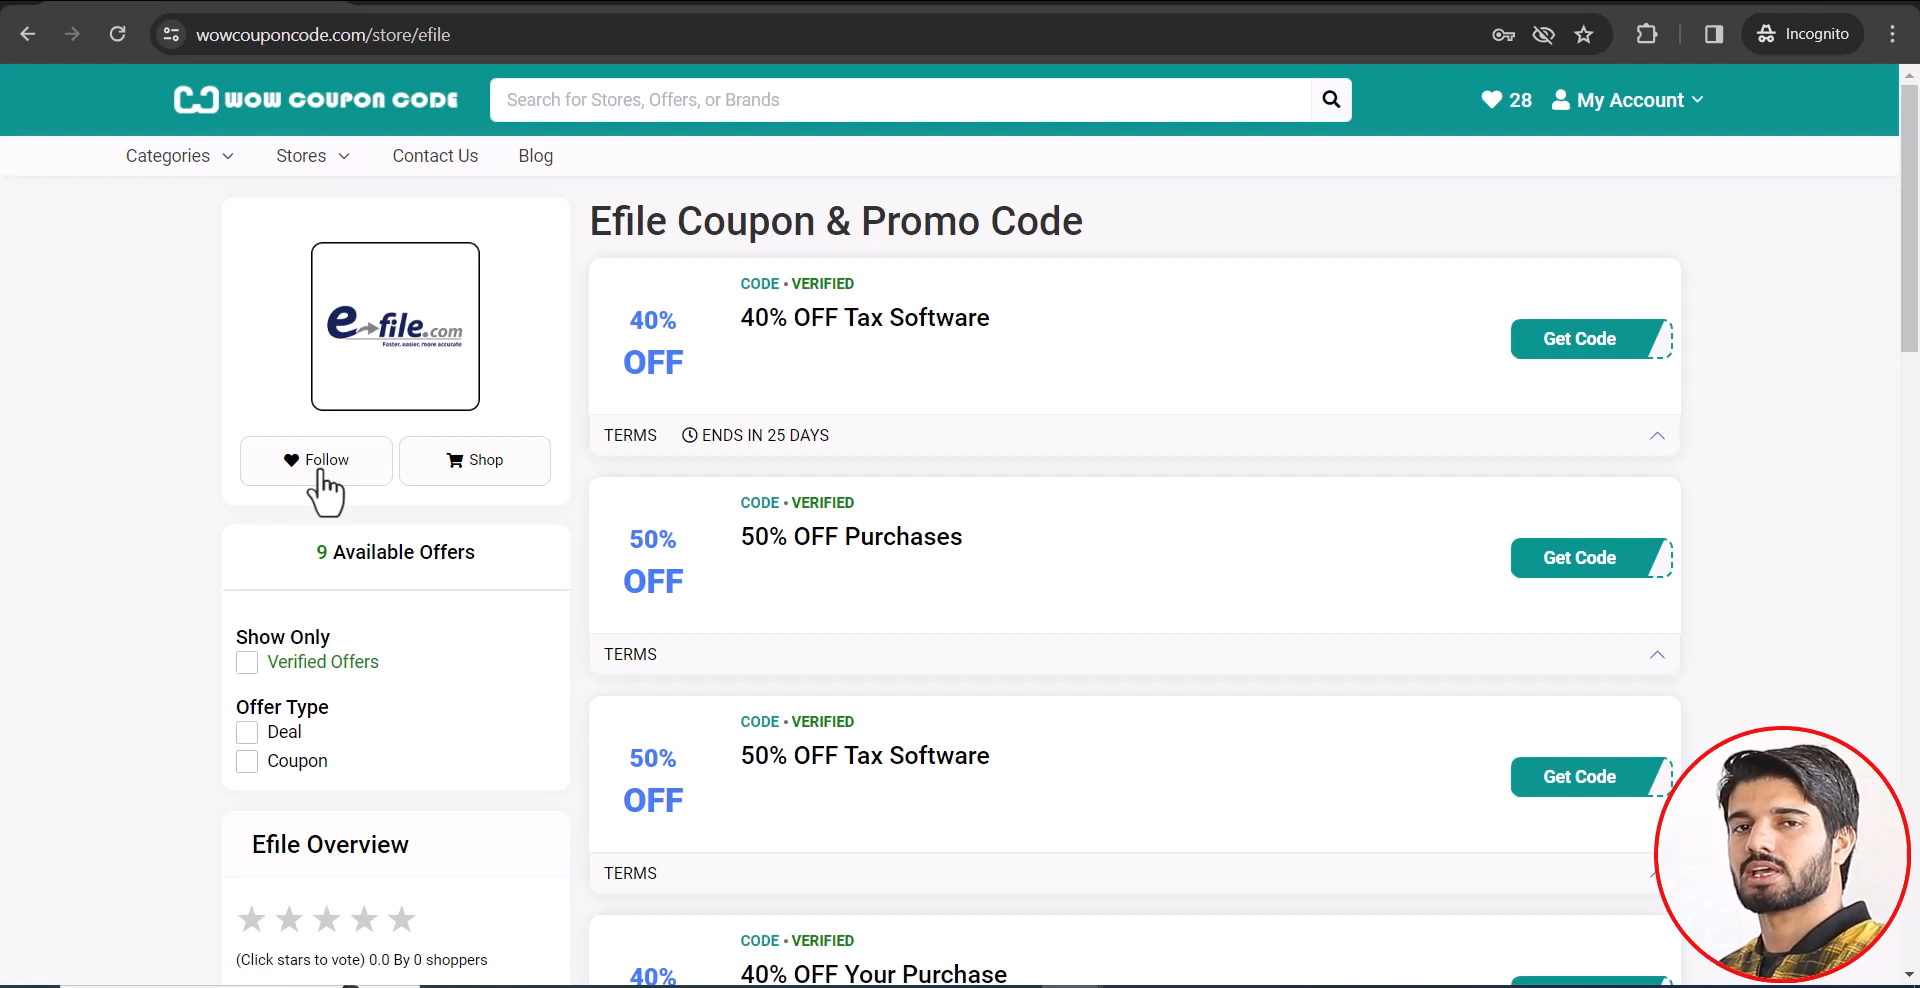 wowcouponcode.com/store/efile
Incognito
WOW COUPON CODE
Search for Stores, Offers, or Brands
28
My Account
Categories
Stores
Contact Us
Blog
e-file.com
Faster. easier. more accurate
Follow
Shop
9 Available Offers
Show Only
Verified Offers
Offer Type
Deal
Coupon
Efile Overview
(Click stars to vote) 0.0 By 0 shoppers
Efile Coupon & Promo Code
CODE • VERIFIED
40%
OFF
40% OFF Tax Software
Get Code
TERMS
ENDS IN 25 DAYS
CODE • VERIFIED
50%
OFF
50% OFF Purchases
Get Code
TERMS
CODE • VERIFIED
50%
OFF
50% OFF Tax Software
Get Code
TERMS
CODE • VERIFIED
40%
40% OFF Your Purchase